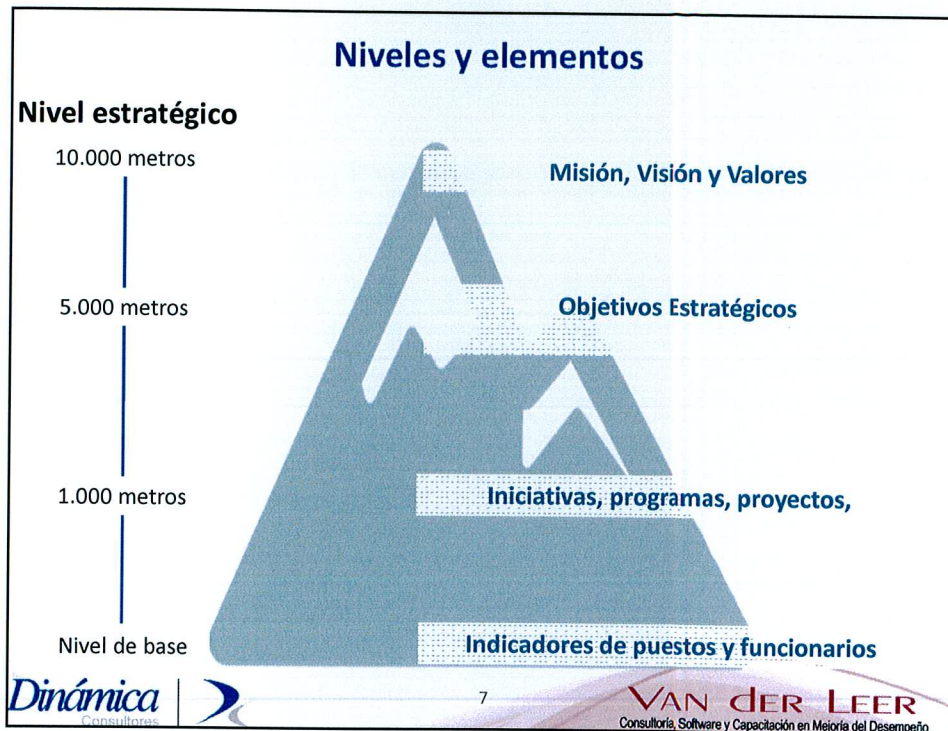 Niveles y elementos
Nivel estratégico
10.000 metros
Misión, Visión y Valores
5.000 metros
Objetivos Estratégicos
1.000 metros
Iniciativas, programas, proyectos,
Nivel de base
Indicadores de puestos y funcionarios
Dinámica
Consultores
7
VAN dER LEER
Consultoría, Software y Capacitación en Mejoría del Desempeño